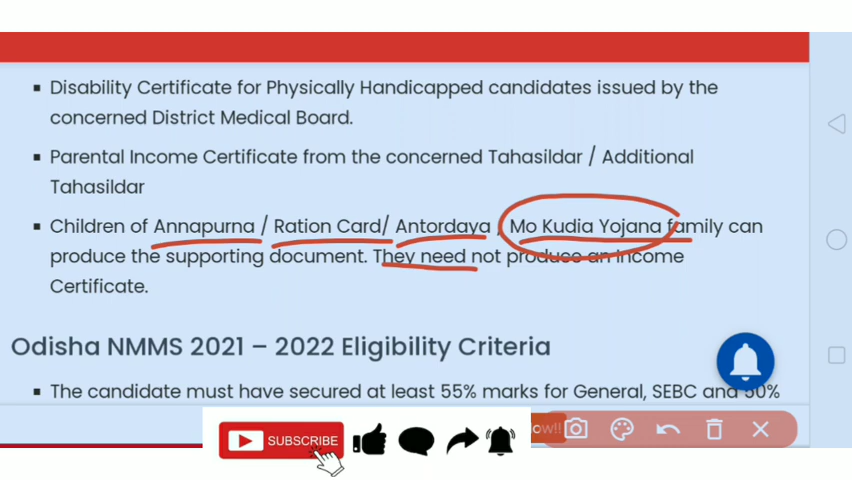 Disability Certificate for Physically Handicapped candidates issued by the
concerned District Medical Board.
Parental Income Certificate from the concerned Tahasildar / Additional
Tahasildar
Children of Annapurna / Ration Card/ Antordaya , Mo Kudia Yojana family can
produce the supporting document. They need not produce an Income
Certificate.
Odisha NMMS 2021 – 2022 Eligibility Criteria
The candidate must have secured at least 55% marks for General, SEBC and 50%
SUBSCRIBE